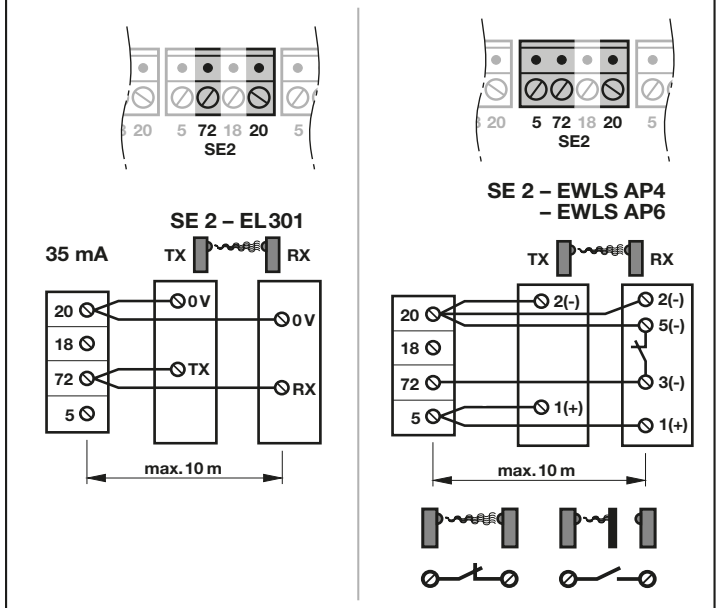 20 5 72 18 20 5
SE2
SE 2 – EL301
35 mA
TX RX
20 0V
0V
18
72 TX
RX
5
max. 10 m
20 5 72 18 20 5
SE2
SE 2 – EWLS AP4
– EWLS AP6
TX RX
20 2(-) 2(-)
5(-)
18
72 3(-)
5 1(+) 1(+)
max. 10 m